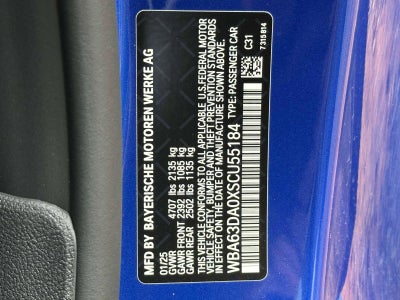 MFD BY BAYERISCHE MOTOREN WERKE AG
01/25
GVWR 4707 lbs 2135 kg
GAWR FRONT 2392 lbs 1085 kg
GAWR REAR 2502 lbs 1135 kg
THIS VEHICLE CONFORMS TO ALL APPLICABLE U.S. FEDERAL MOTOR
VEHICLE SAFETY, BUMPER, AND THEFT PREVENTION STANDARDS
IN EFFECT ON THE DATE OF MANUFACTURE SHOWN ABOVE.
WBA63DA0XSCU55184 TYPE: PASSENGER CAR
C31
7315814